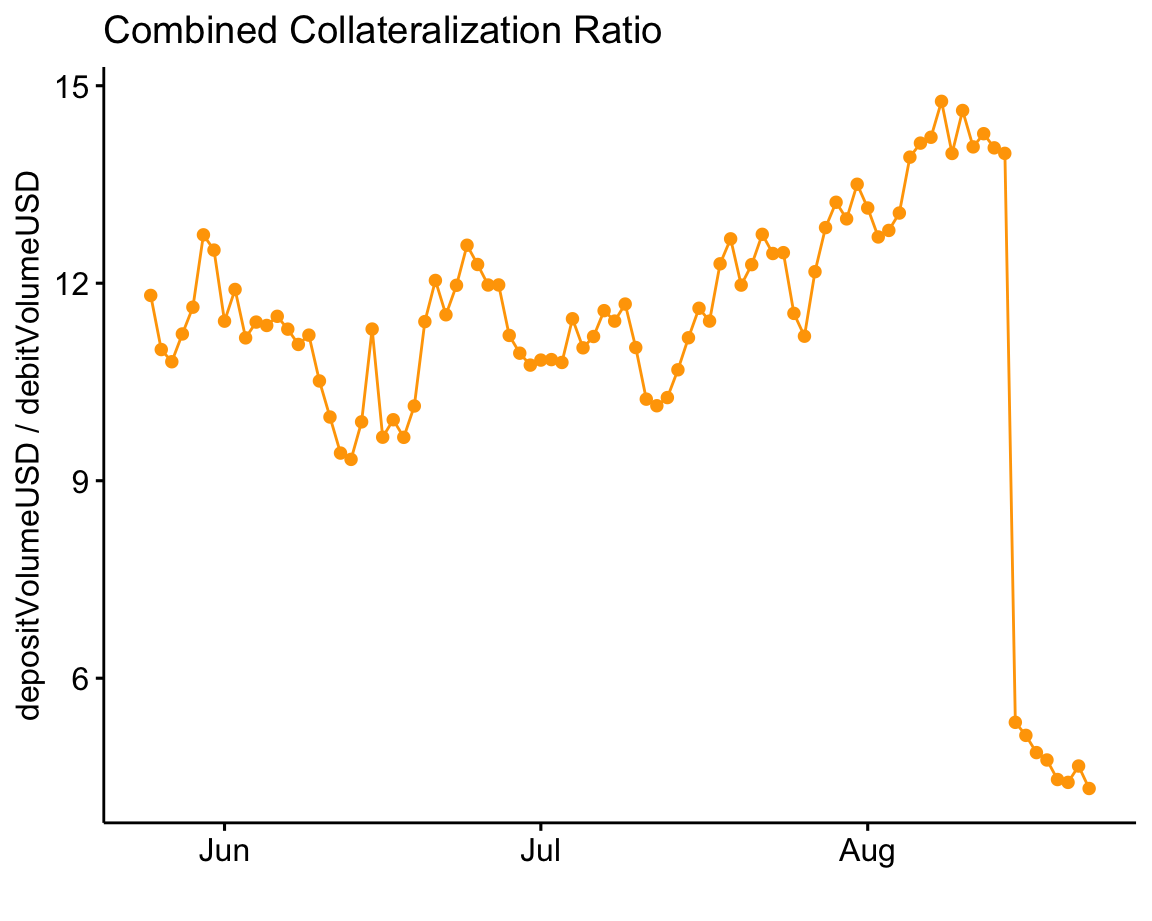 Combined Collateralization Ratio
depositVolumeUSD / debitVolumeUSD
15
12
9
6
Jun Jul Aug